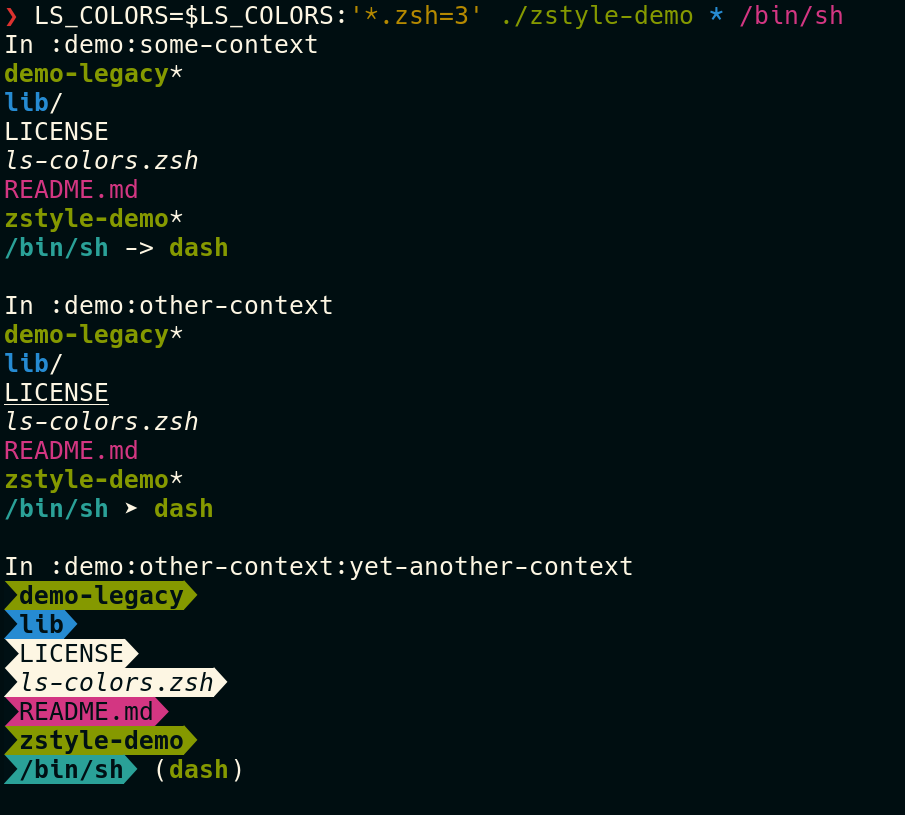 ❯ LS_COLORS=$LS_COLORS:'*.zsh=3' ./zstyle-demo * /bin/sh
In :demo:some-context
demo-legacy*
lib/
LICENSE
ls-colors.zsh
README.md
zstyle-demo*
/bin/sh -> dash
In :demo:other-context
demo-legacy*
lib/
LICENSE
ls-colors.zsh
README.md
zstyle-demo*
/bin/sh ➤ dash
In :demo:other-context:yet-another-context
demo-legacy
lib
LICENSE
ls-colors.zsh
README.md
zstyle-demo
/bin/sh (dash)